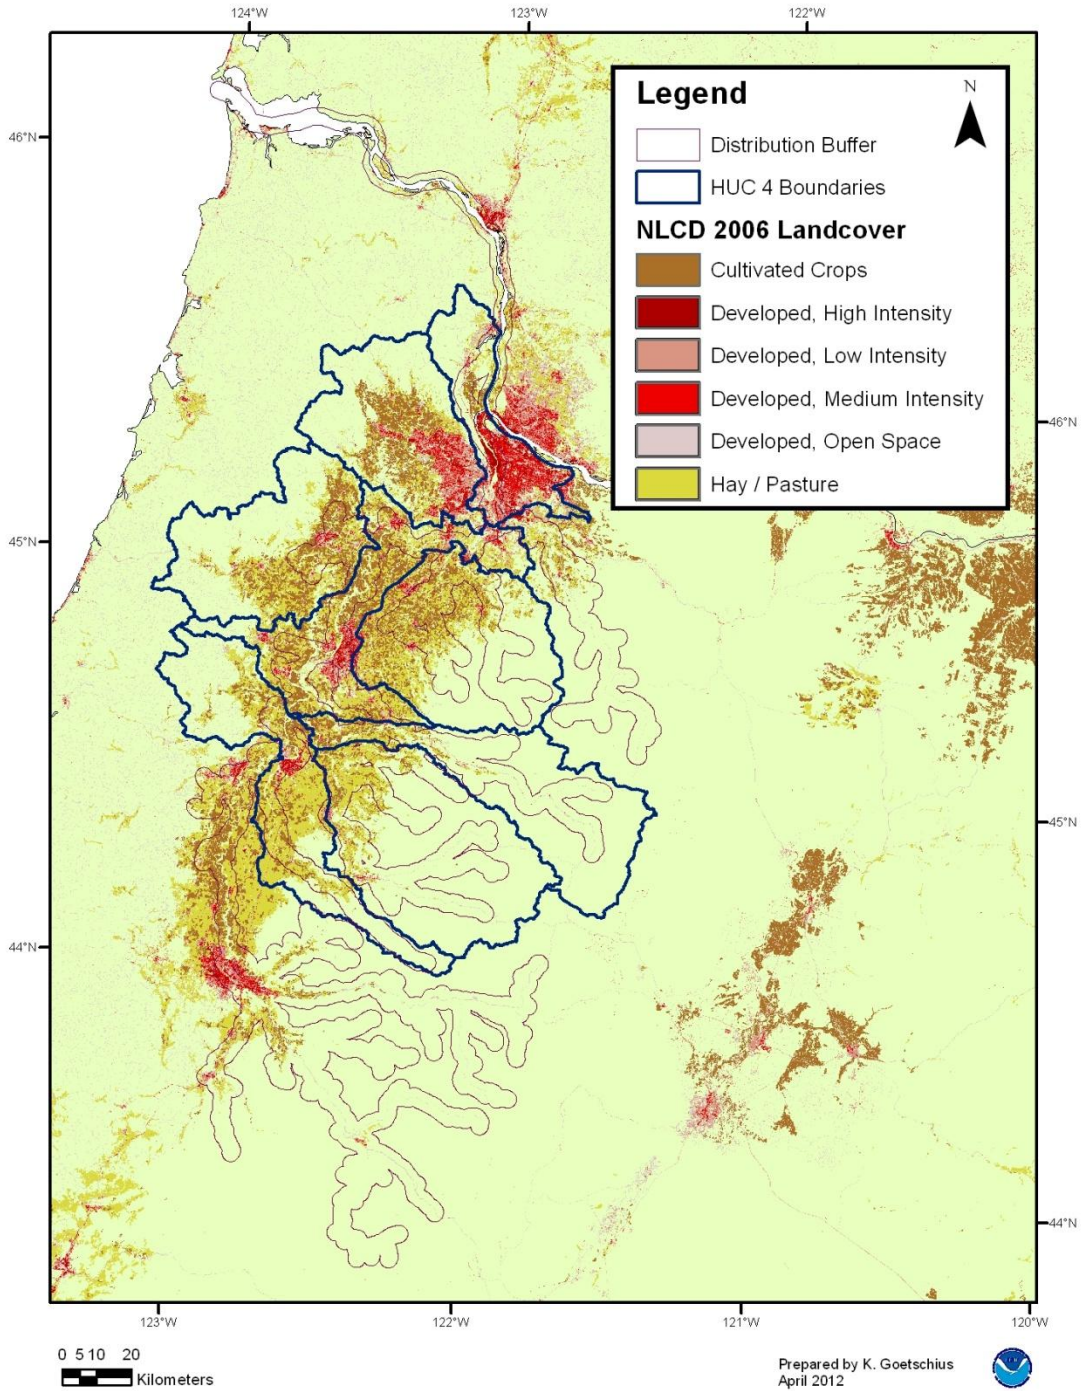 124°W 123°W 122°W
Legend
N
Distribution Buffer
HUC 4 Boundaries
NLCD 2006 Landcover
Cultivated Crops
Developed, High Intensity
Developed, Low Intensity
Developed, Medium Intensity
Developed, Open Space
Hay / Pasture
46°N
46°N
45°N
45°N
44°N
44°N
123°W 122°W 121°W 120°W
0 5 10 20
Kilometers
Prepared by K. Goetschius
April 2012